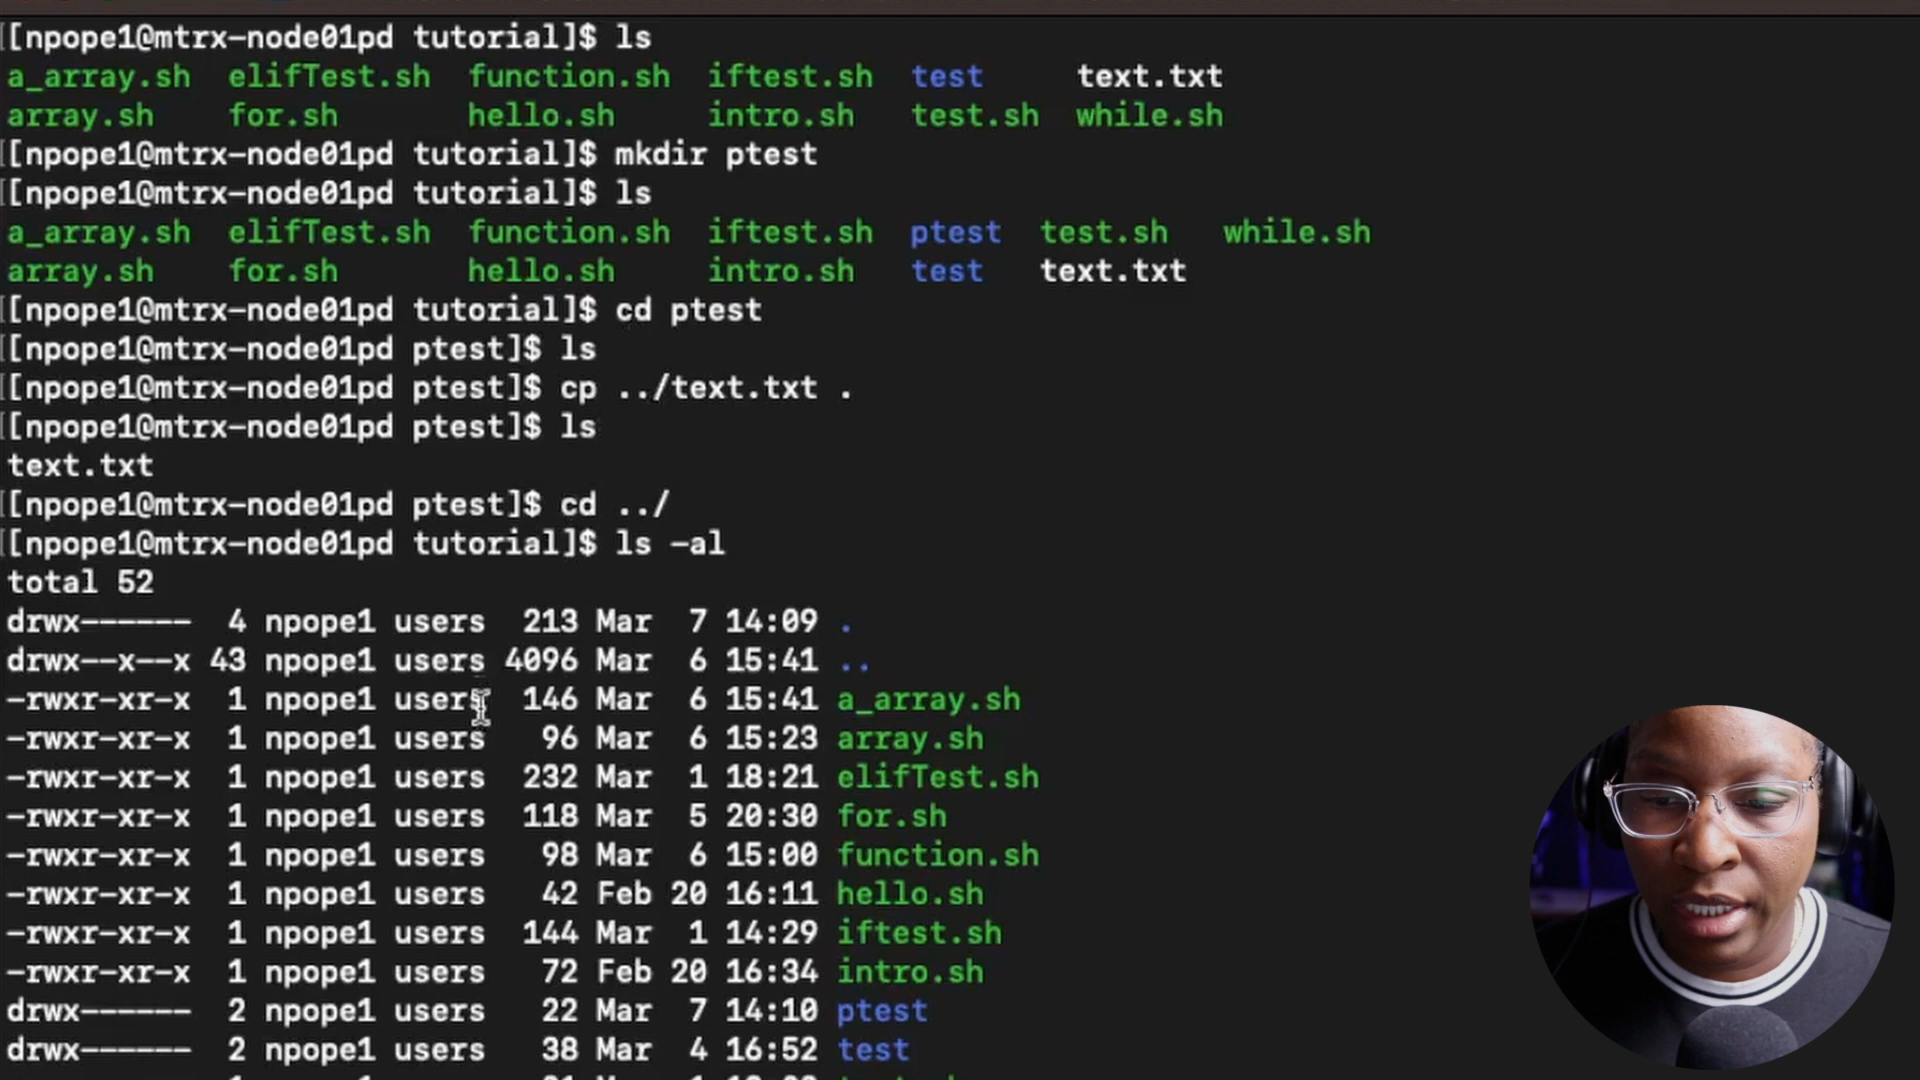 [[npope1@mtrx-node01pd tutorial]$ ls
a_array.sh elifTest.sh function.sh iftest.sh test text.txt
array.sh for.sh hello.sh intro.sh test.sh while.sh
[[npope1@mtrx-node01pd tutorial]$ mkdir ptest
[[npope1@mtrx-node01pd tutorial]$ ls
a_array.sh elifTest.sh function.sh iftest.sh ptest test.sh while.sh
array.sh for.sh hello.sh intro.sh test text.txt
[[npope1@mtrx-node01pd tutorial]$ cd ptest
[[npope1@mtrx-node01pd ptest]$ ls
[[npope1@mtrx-node01pd ptest]$ cp ../text.txt .
[[npope1@mtrx-node01pd ptest]$ ls
text.txt
[[npope1@mtrx-node01pd ptest]$ cd ../
[[npope1@mtrx-node01pd tutorial]$ ls -al
total 52
drwx------ 4 npope1 users 213 Mar 7 14:09 .
drwx--x--x 43 npope1 users 4096 Mar 6 15:41 ..
-rwxr-xr-x 1 npope1 users 146 Mar 6 15:41 a_array.sh
-rwxr-xr-x 1 npope1 users 96 Mar 6 15:23 array.sh
-rwxr-xr-x 1 npope1 users 232 Mar 1 18:21 elifTest.sh
-rwxr-xr-x 1 npope1 users 118 Mar 5 20:30 for.sh
-rwxr-xr-x 1 npope1 users 98 Mar 6 15:00 function.sh
-rwxr-xr-x 1 npope1 users 42 Feb 20 16:11 hello.sh
-rwxr-xr-x 1 npope1 users 144 Mar 1 14:29 iftest.sh
-rwxr-xr-x 1 npope1 users 72 Feb 20 16:34 intro.sh
drwx------ 2 npope1 users 22 Mar 7 14:10 ptest
drwx------ 2 npope1 users 38 Mar 4 16:52 test